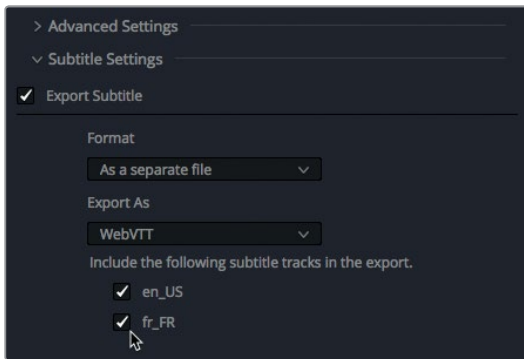 Advanced Settings
Subtitle Settings
Export Subtitle
Format
As a separate file
Export As
WebVTT
Include the following subtitle tracks in the export.
en_US
fr_FR